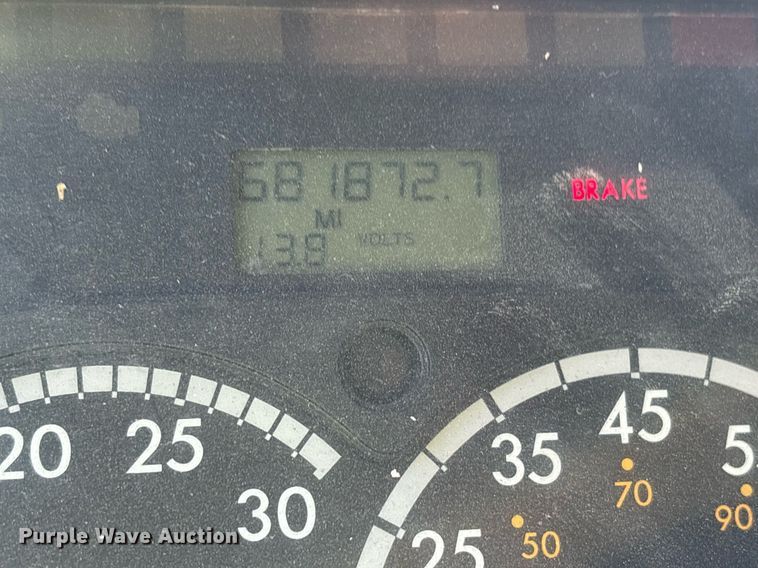 681872.7
MI
13.8 VOLTS
BRAKE
20 25 30
25 35 45
50 70 90
Purple Wave Auction